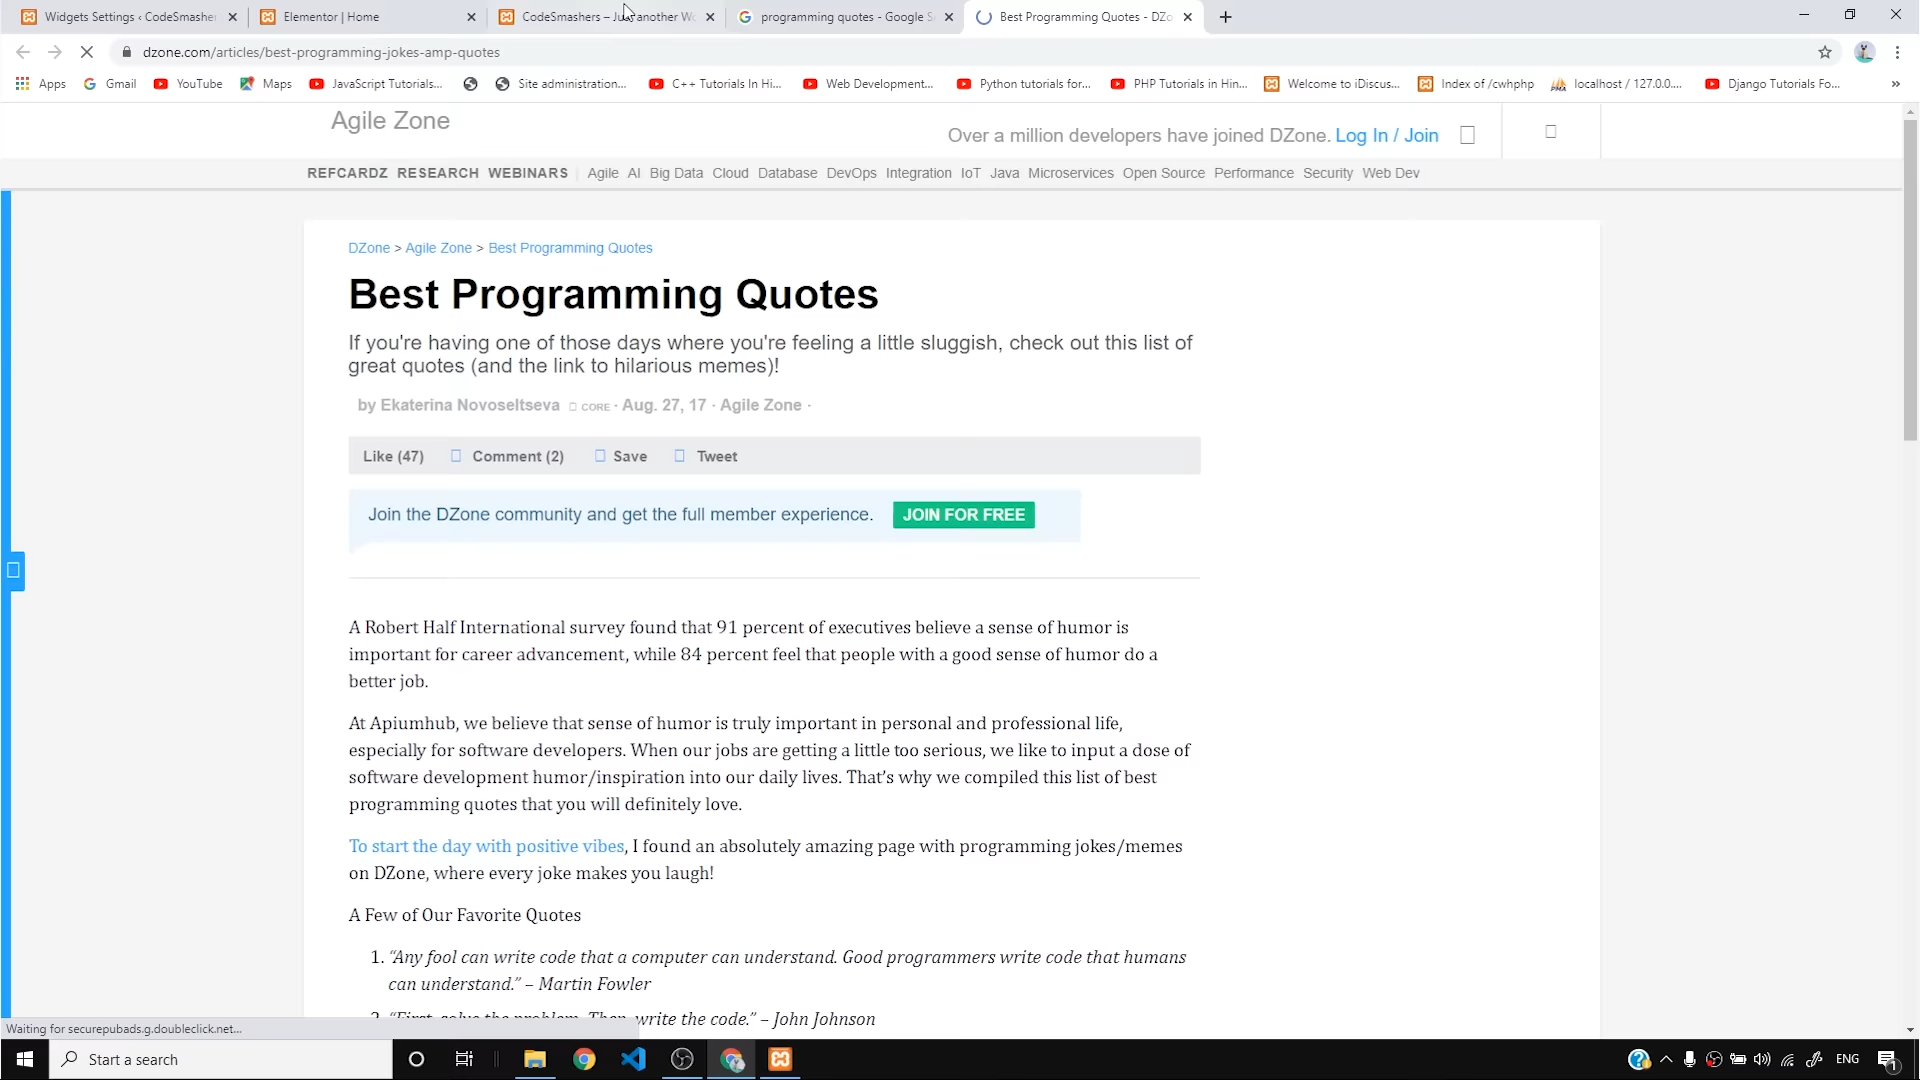 Widgets Settings ‹ CodeSmashe
Elementor | Home
CodeSmashers – Just another Wo
programming quotes - Google S
Best Programming Quotes - DZo
dzone.com/articles/best-programming-jokes-amp-quotes
Apps
Gmail
YouTube
Maps
JavaScript Tutorials...
Site administration...
C++ Tutorials In Hi...
Web Development...
Python tutorials for...
PHP Tutorials in Hin...
Welcome to iDiscus...
Index of /cwhphp
localhost / 127.0.0....
Django Tutorials Fo...
»
Agile Zone
Over a million developers have joined DZone. Log In / Join
REFCARDZ RESEARCH WEBINARS Agile AI Big Data Cloud Database DevOps Integration IoT Java Microservices Open Source Performance Security Web Dev
DZone > Agile Zone > Best Programming Quotes
Best Programming Quotes
If you're having one of those days where you're feeling a little sluggish, check out this list of
great quotes (and the link to hilarious memes)!
by Ekaterina Novoseltseva CORE · Aug. 27, 17 · Agile Zone ·
Like (47) Comment (2) Save Tweet
Join the DZone community and get the full member experience. JOIN FOR FREE
A Robert Half International survey found that 91 percent of executives believe a sense of humor is
important for career advancement, while 84 percent feel that people with a good sense of humor do a
better job.
At Apiumhub, we believe that sense of humor is truly important in personal and professional life,
especially for software developers. When our jobs are getting a little too serious, we like to input a dose of
software development humor/inspiration into our daily lives. That's why we compiled this list of best
programming quotes that you will definitely love.
To start the day with positive vibes, I found an absolutely amazing page with programming jokes/memes
on DZone, where every joke makes you laugh!
A Few of Our Favorite Quotes
1. “Any fool can write code that a computer can understand. Good programmers write code that humans
can understand.” – Martin Fowler
2. “First, solve the problem. Then, write the code.” – John Johnson
Waiting for securepubads.g.doubleclick.net...
Start a search
ENG
1